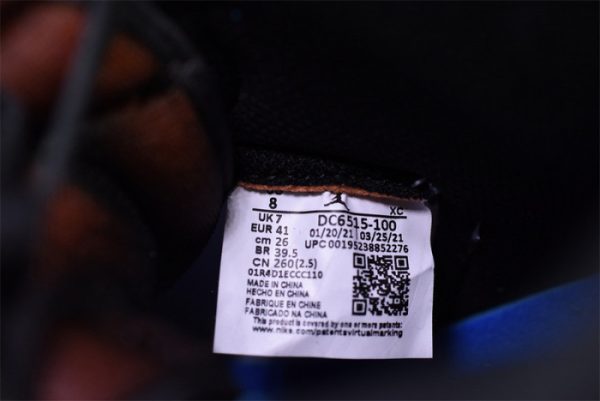 8 XC
UK 7 DC6515-100
EUR 41 01/20/21 03/25/21
cm 26 UPC 00195238852276
BR 39.5
CN 260(2.5)
01R4D1ECCC110
MADE IN CHINA
HECHO EN CHINA
FABRIQUE EN CHINE
FABRICADO NA CHINA
This product is covered by one or more patents:
www.nike.com/patentsvirtualmarking